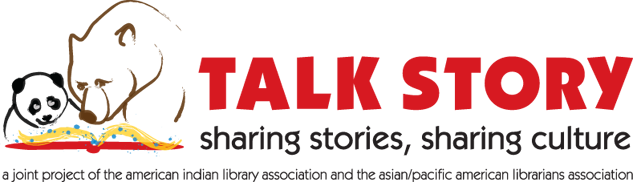 TALK STORY
sharing stories, sharing culture
a joint project of the american indian library association and the asian/pacific american librarians association